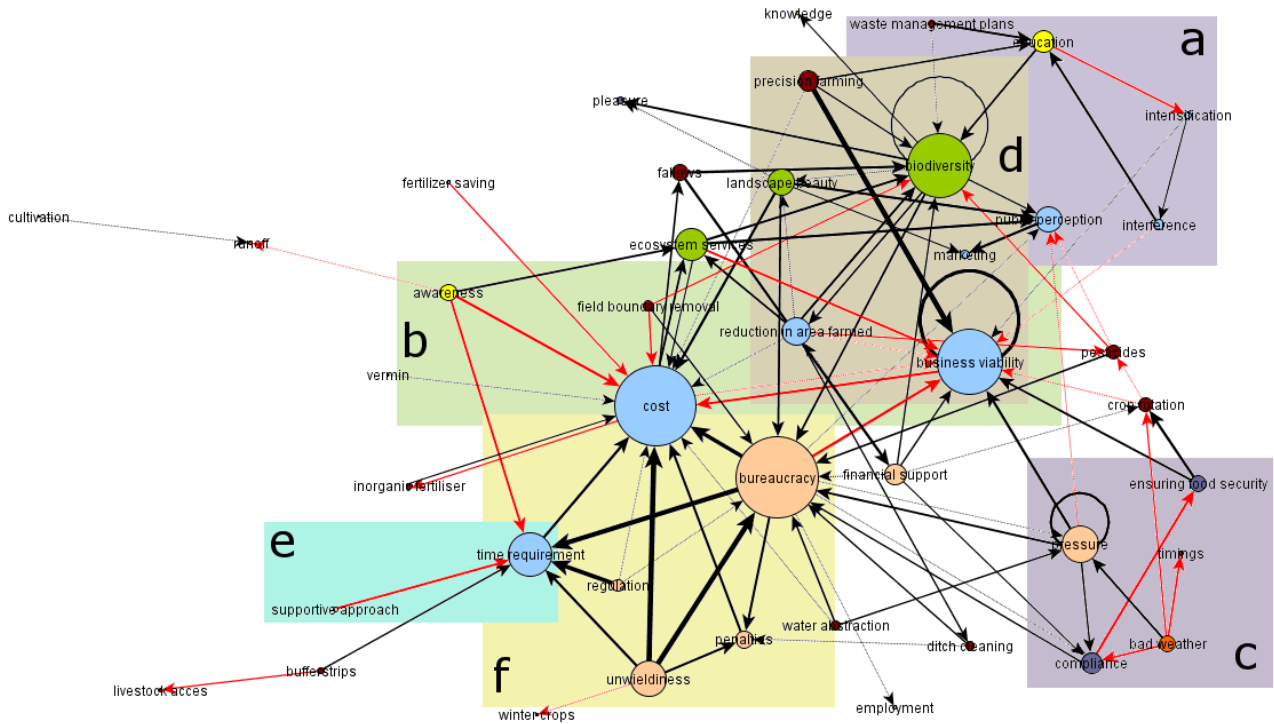 knowledge
waste management plans
a
education
precision farming
pleasure
intensification
d
biodiversity
fallows
landscape beauty
fertilizer saving
cultivation
public perception
interference
runoff
ecosystem services
marketing
awareness
field boundary removal
reduction in area farmed
b
business viability
pesticides
vermin
cost
crop rotation
inorganic fertiliser
bureaucracy
financial support
ensuring food security
e
time requirement
pressure
timings
regulation
supportive approach
water abstraction
penalties
ditch cleaning
bad weather
c
compliance
bufferstrips
unwieldiness
f
livestock acces
winter crops
employment